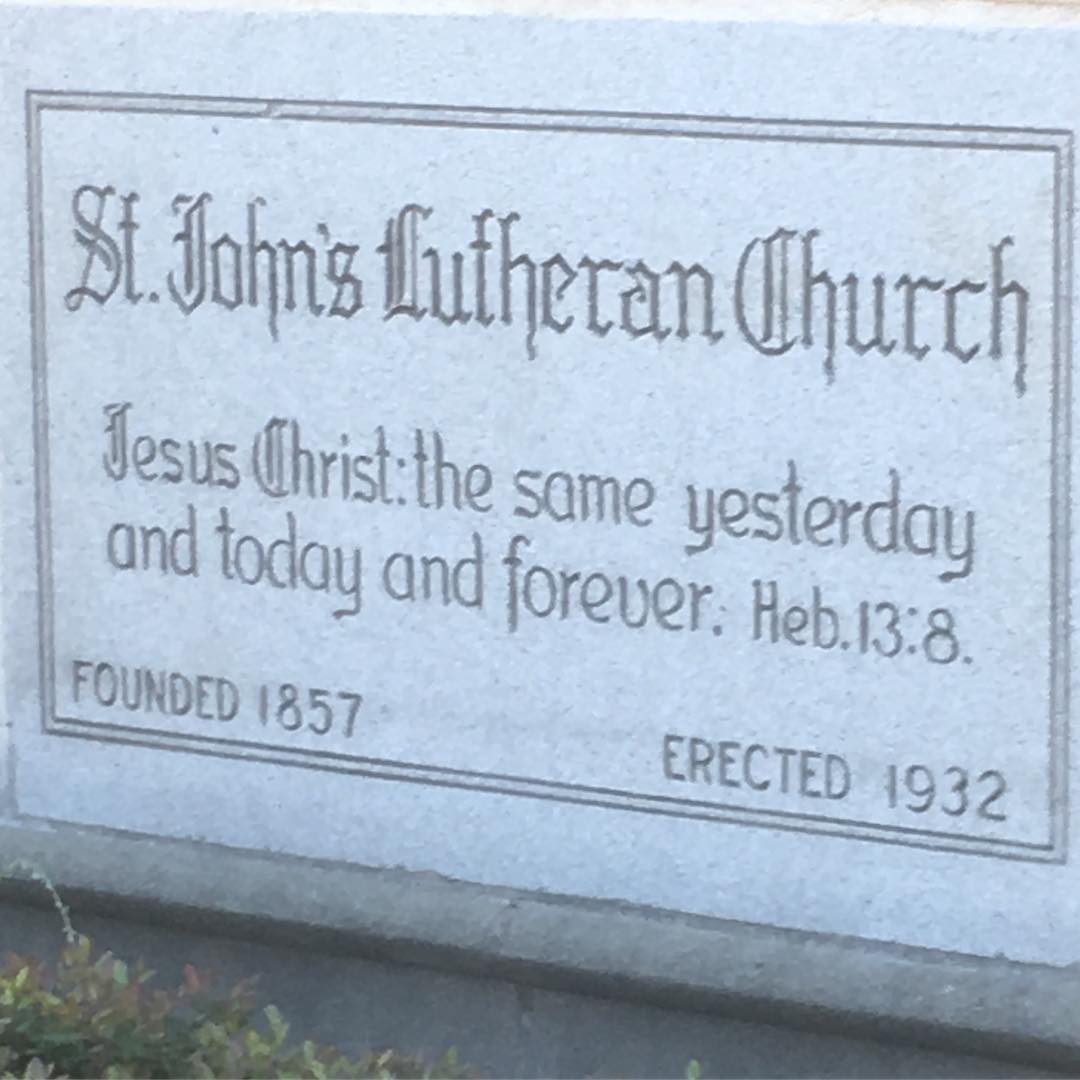 St. John's Lutheran Church
Jesus Christ: the same yesterday
and today and forever. Heb. 13:8.
FOUNDED 1857
ERECTED 1932